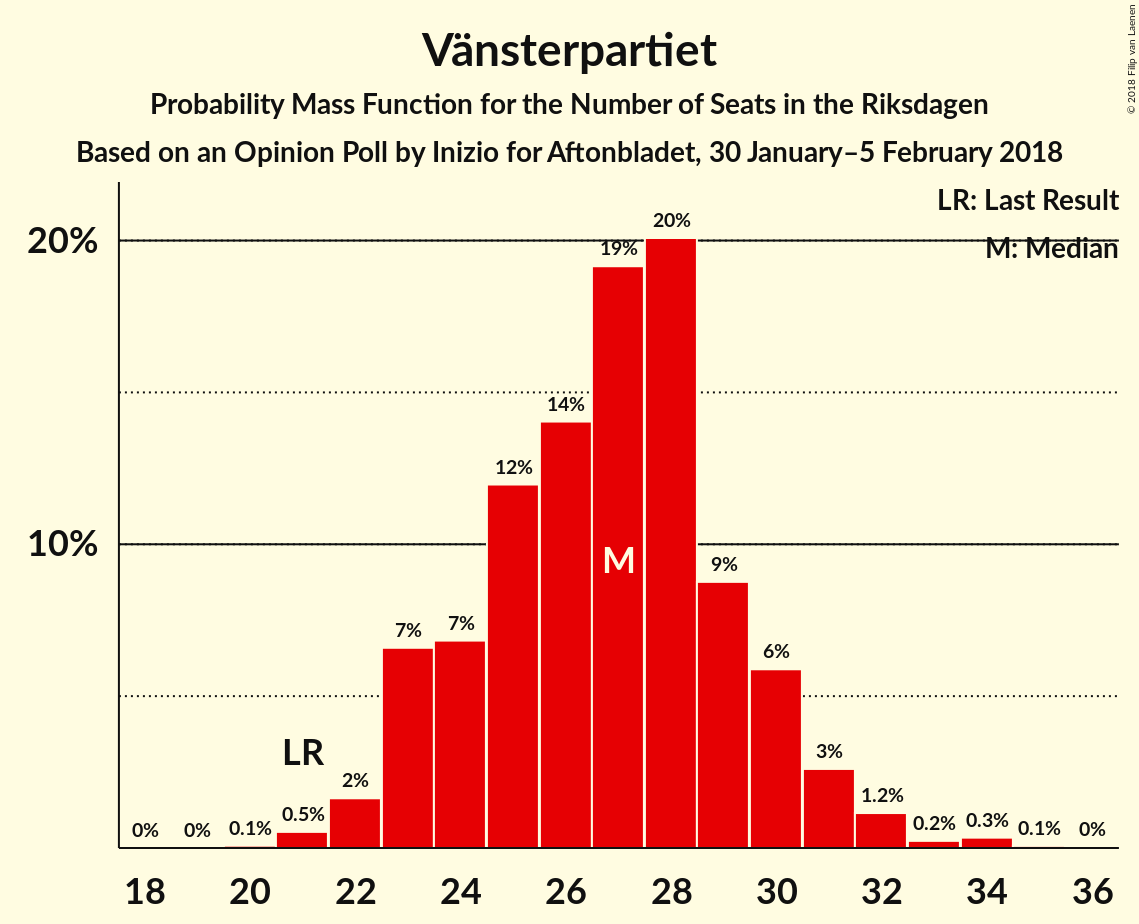 Vänsterpartiet
Probability Mass Function for the Number of Seats in the Riksdagen
Based on an Opinion Poll by Inizio for Aftonbladet, 30 January–5 February 2018
© 2018 Filip van Laenen
LR: Last Result
M: Median
20%
10%
0%
0%
0.1%
0.5%
LR
2%
7%
7%
12%
14%
19%
M
20%
9%
6%
3%
1.2%
0.2%
0.3%
0.1%
0%
18 20 22 24 26 28 30 32 34 36